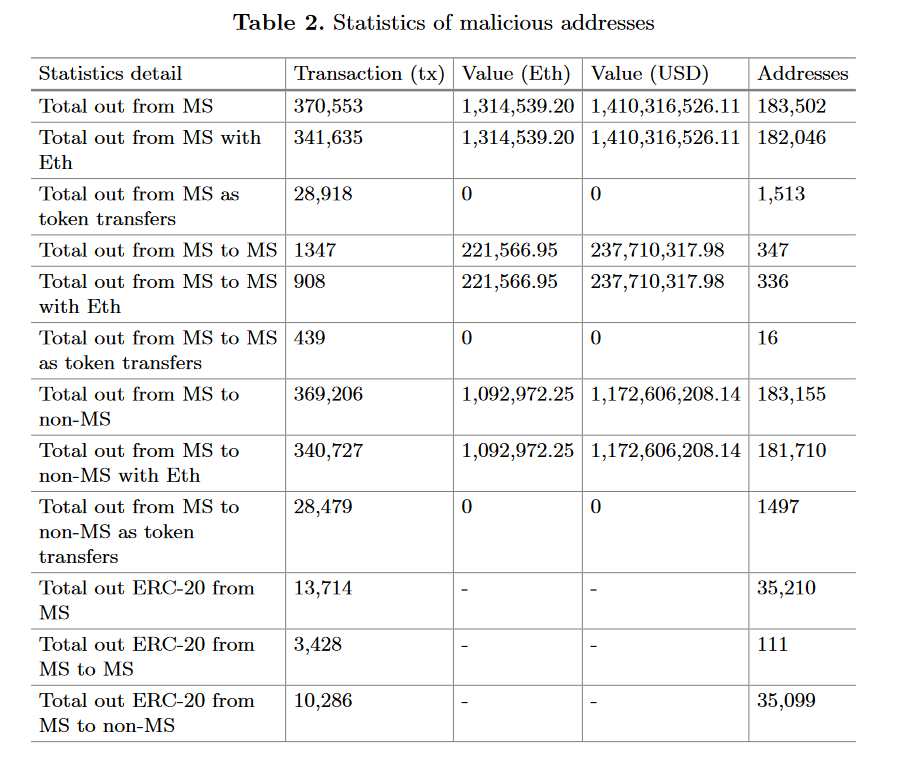 Table 2. Statistics of malicious addresses
Statistics detail Transaction (tx) Value (Eth) Value (USD) Addresses
Total out from MS 370,553 1,314,539.20 1,410,316,526.11 183,502
Total out from MS with 341,635 1,314,539.20 1,410,316,526.11 182,046
Eth
Total out from MS as 28,918 0 0 1,513
token transfers
Total out from MS to MS 1347 221,566.95 237,710,317.98 347
Total out from MS to MS 908 221,566.95 237,710,317.98 336
with Eth
Total out from MS to MS 439 0 0 16
as token transfers
Total out from MS to 369,206 1,092,972.25 1,172,606,208.14 183,155
non-MS
Total out from MS to 340,727 1,092,972.25 1,172,606,208.14 181,710
non-MS with Eth
Total out from MS to 28,479 0 0 1497
non-MS as token
transfers
Total out ERC-20 from 13,714 - - 35,210
MS
Total out ERC-20 from 3,428 - - 111
MS to MS
Total out ERC-20 from 10,286 - - 35,099
MS to non-MS